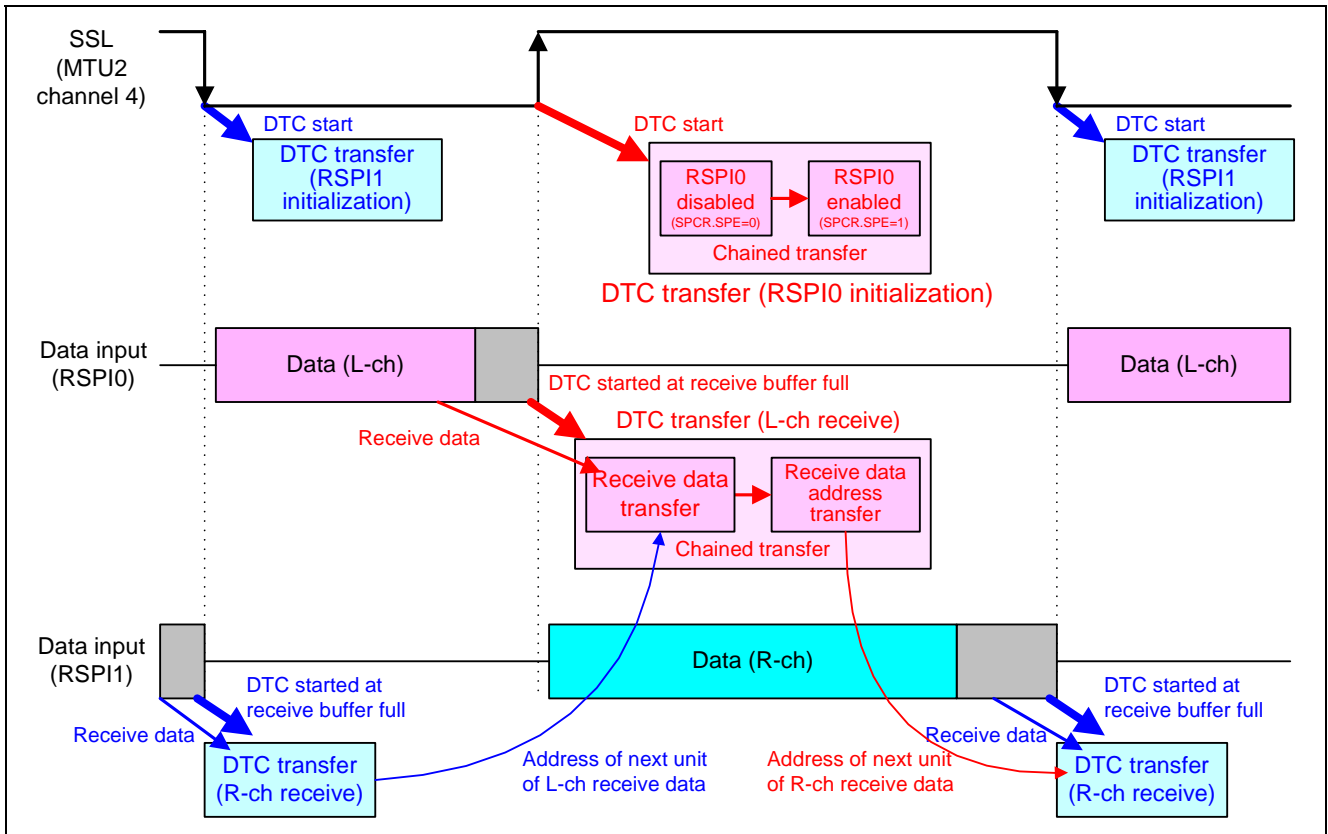 SSL
(MTU2
channel 4)
DTC start
DTC transfer
(RSPI1
initialization)
DTC start
RSPI0
disabled
(SPCR.SPE=0)
RSPI0
enabled
(SPCR.SPE=1)
Chained transfer
DTC transfer (RSPI0 initialization)
DTC start
DTC transfer
(RSPI1
initialization)
Data input
(RSPI0)
Data (L-ch)
Data (L-ch)
DTC started at receive buffer full
Receive data
DTC transfer (L-ch receive)
Receive data
transfer
Receive data
address
transfer
Chained transfer
Data input
(RSPI1)
Data (R-ch)
DTC started at
receive buffer full
Receive data
DTC transfer
(R-ch receive)
Address of next unit
of L-ch receive data
Address of next unit
of R-ch receive data
DTC started at
receive buffer full
Receive data
DTC transfer
(R-ch receive)